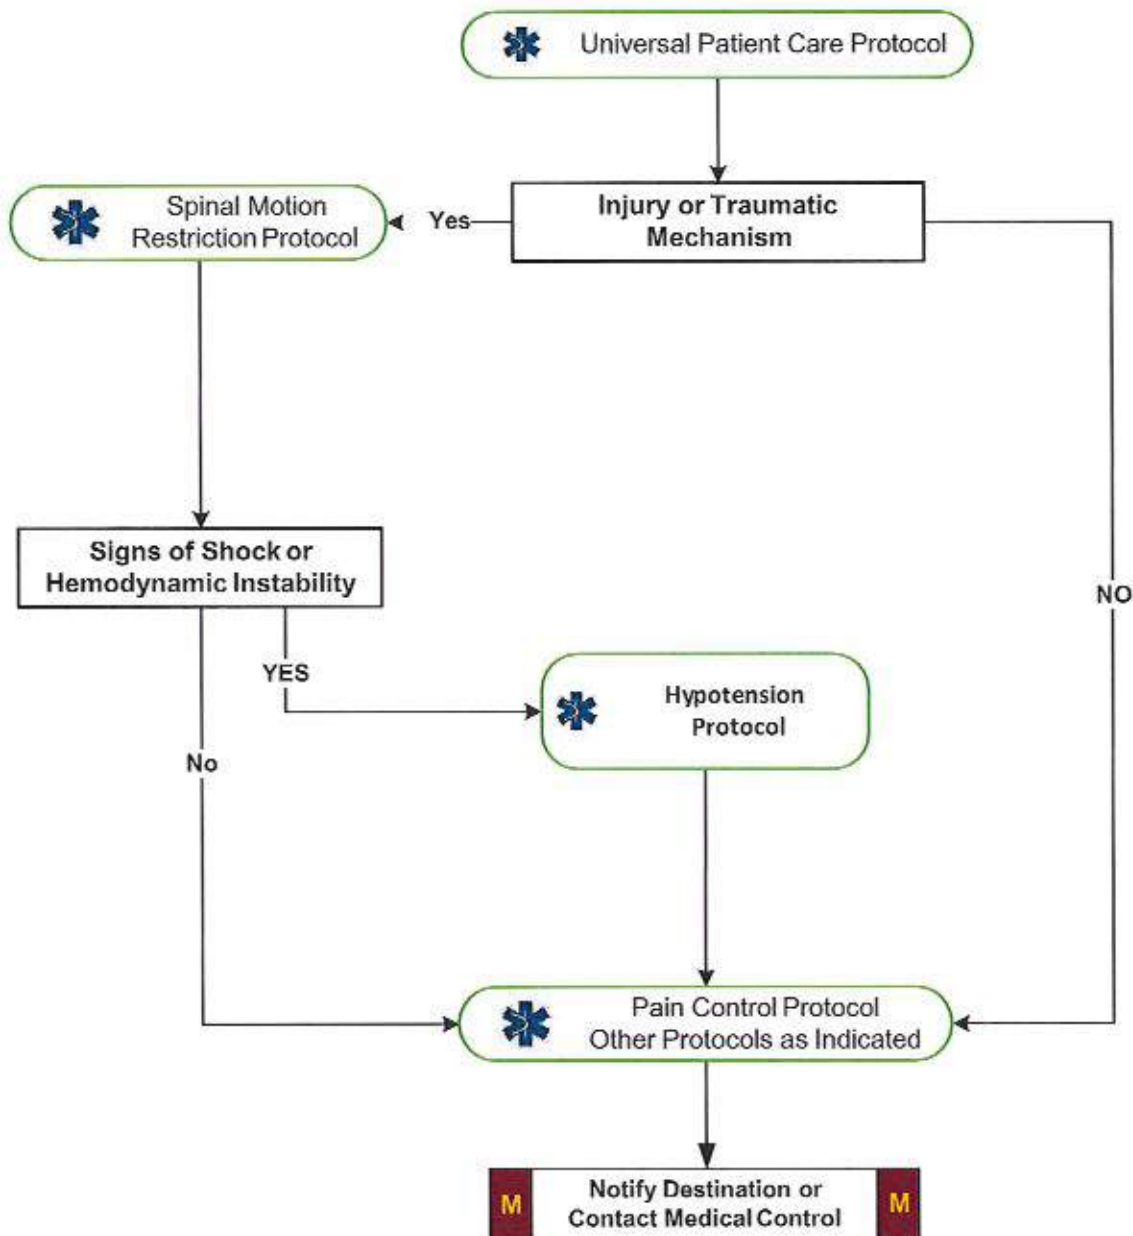 Universal Patient Care Protocol
Injury or Traumatic
Mechanism
Yes
Spinal Motion
Restriction Protocol
NO
Signs of Shock or
Hemodynamic Instability
YES
Hypotension
Protocol
No
Pain Control Protocol
Other Protocols as Indicated
M
Notify Destination or
Contact Medical Control
M